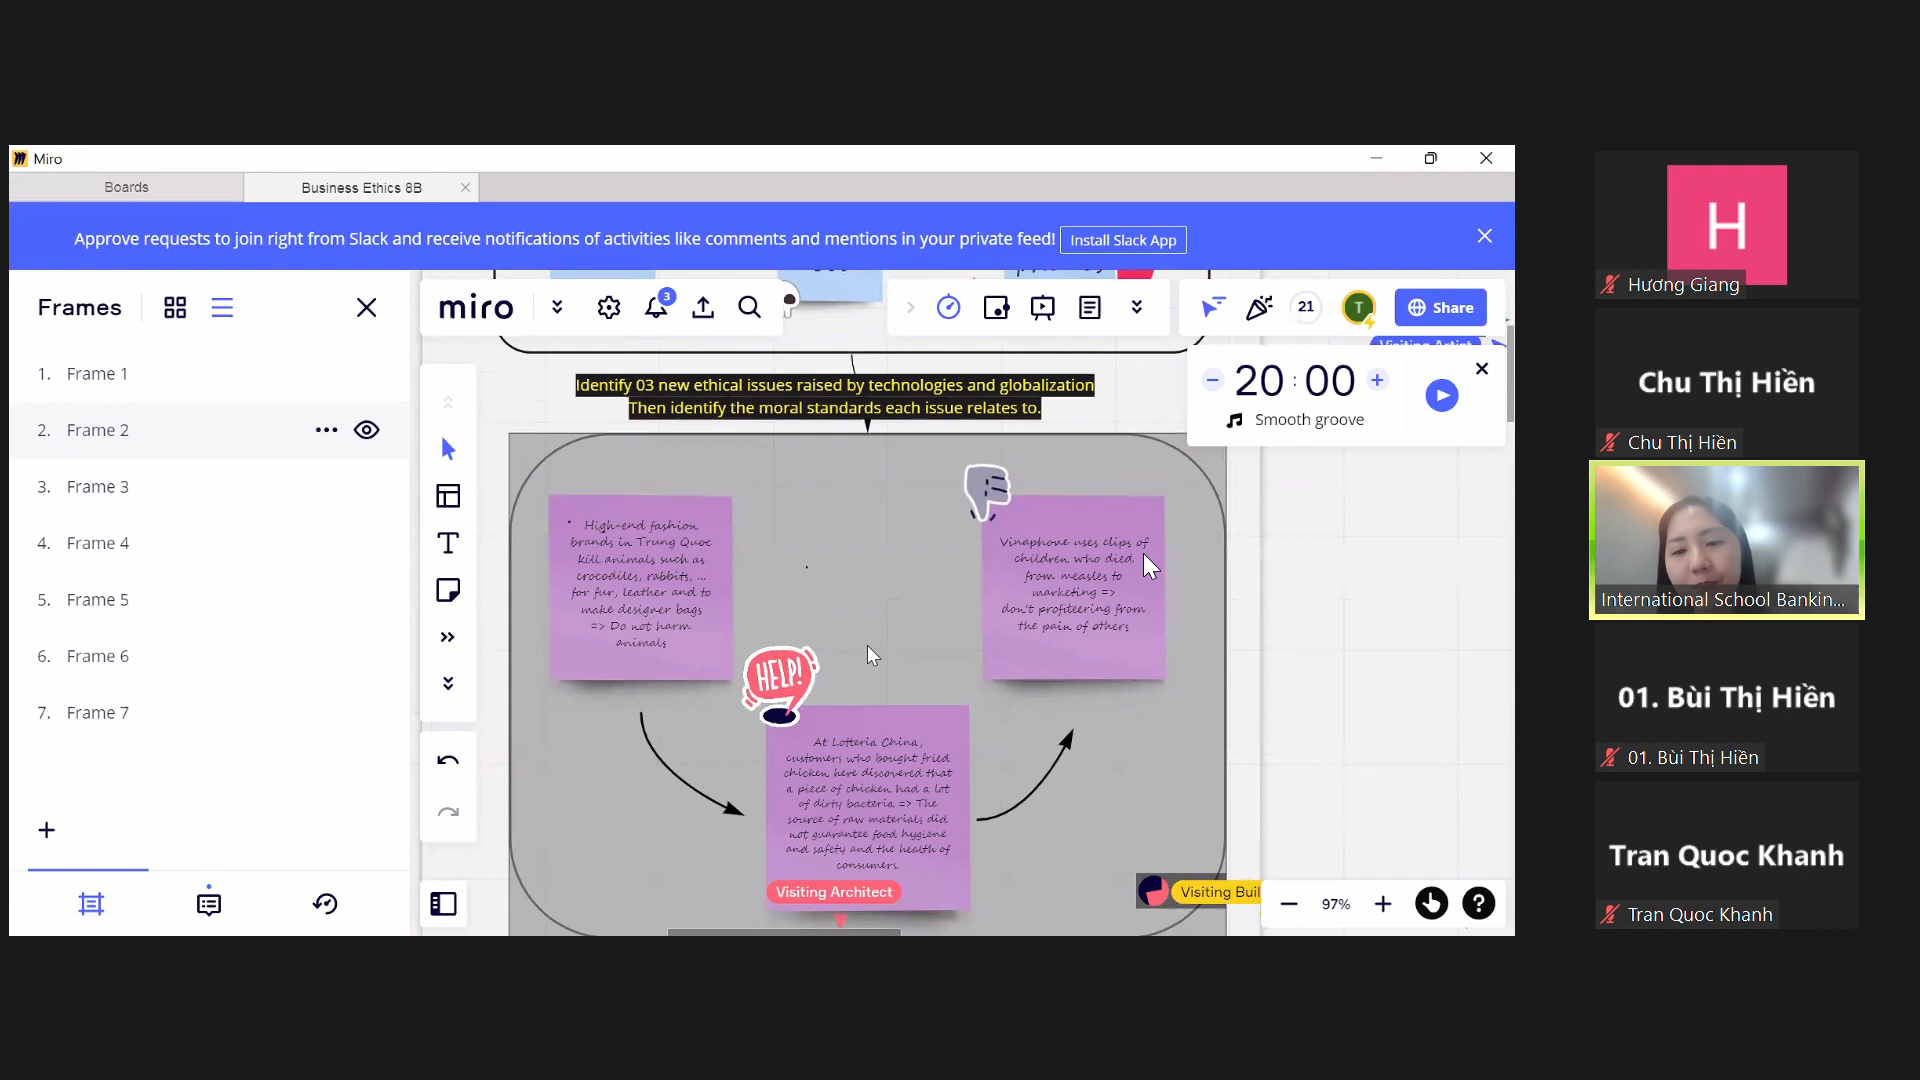 Miro
Boards
Business Ethics 8B
Approve requests to join right from Slack and receive notifications of activities like comments and mentions in your private feed!
Install Slack App
Frames
1. Frame 1
2. Frame 2
3. Frame 3
4. Frame 4
5. Frame 5
6. Frame 6
7. Frame 7
miro
3
21
T
Share
Visiting Artist
20 : 00
Smooth groove
Identify 03 new ethical issues raised by technologies and globalization
Then identify the moral standards each issue relates to.
High-end fashion
brands in Trung Quoc
kill animals such as
crocodiles, rabbits, ...
for fur, leather and to
make designer bags
=> Do not harm
animals
Vinaphone uses clips of
children who died
from measles to
marketing =>
don't profiteering from
the pain of others
HELP!
At Lotteria China,
customers who bought fried
chicken here discovered that
a piece of chicken had a lot
of dirty bacteria => The
source of raw materials did
not guarantee food hygiene
and safety and the health of
consumers.
Visiting Architect
Visiting Buil
97%
?
H
Hương Giang
Chu Thị Hiền
Chu Thị Hiền
International School Bankin...
01. Bùi Thị Hiền
01. Bùi Thị Hiền
Tran Quoc Khanh
Tran Quoc Khanh